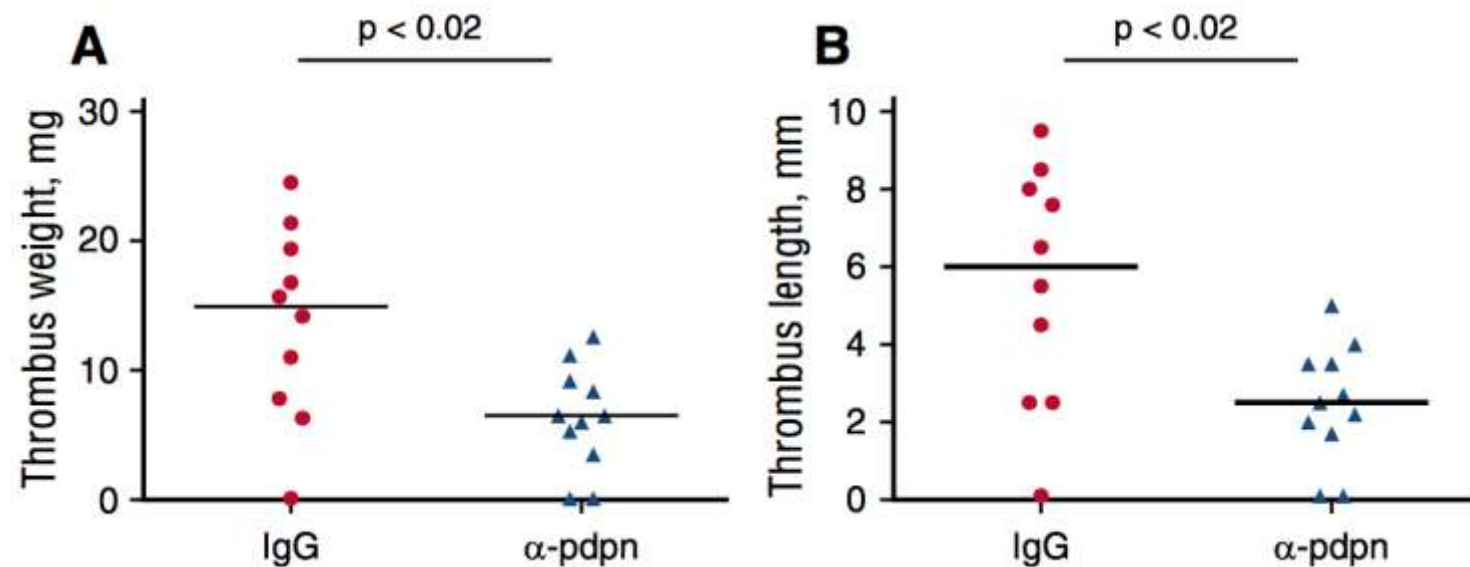 A
p < 0.02
Thrombus weight, mg
30
20
10
0
IgG
α-pdpn
B
p < 0.02
Thrombus length, mm
10
8
6
4
2
0
IgG
α-pdpn